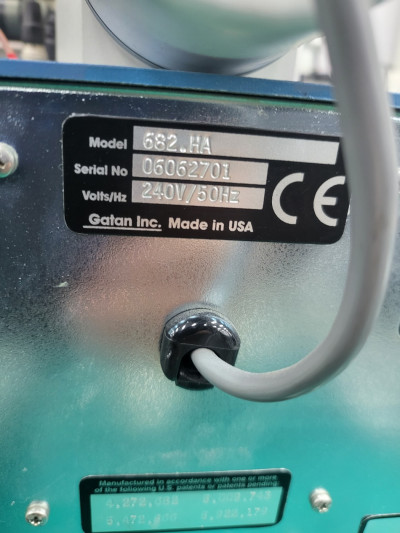 Model 682.HA
Serial No 06062701
Volts/Hz 240V/50Hz
CE
Gatan Inc. Made in USA
Manufactured in accordance with one or more
of the following U.S. patents or patents pending